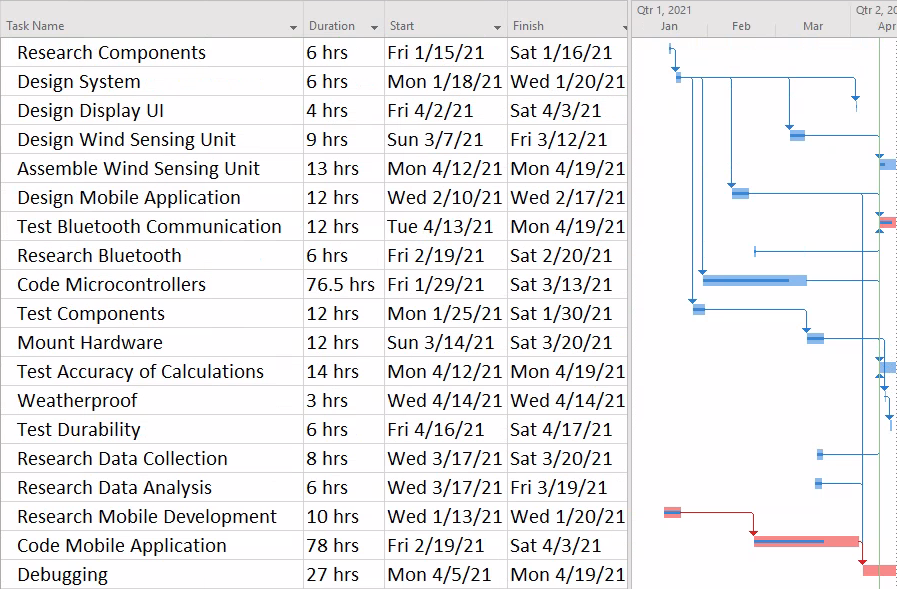 Qtr 1, 2021 Qtr 2, 20
Task Name Duration Start Finish Jan Feb Mar Apr
Research Components 6 hrs Fri 1/15/21 Sat 1/16/21
Design System 6 hrs Mon 1/18/21 Wed 1/20/21
Design Display UI 4 hrs Fri 4/2/21 Sat 4/3/21
Design Wind Sensing Unit 9 hrs Sun 3/7/21 Fri 3/12/21
Assemble Wind Sensing Unit 13 hrs Mon 4/12/21 Mon 4/19/21
Design Mobile Application 12 hrs Wed 2/10/21 Wed 2/17/21
Test Bluetooth Communication 12 hrs Tue 4/13/21 Mon 4/19/21
Research Bluetooth 6 hrs Fri 2/19/21 Sat 2/20/21
Code Microcontrollers 76.5 hrs Fri 1/29/21 Sat 3/13/21
Test Components 12 hrs Mon 1/25/21 Sat 1/30/21
Mount Hardware 12 hrs Sun 3/14/21 Sat 3/20/21
Test Accuracy of Calculations 14 hrs Mon 4/12/21 Mon 4/19/21
Weatherproof 3 hrs Wed 4/14/21 Wed 4/14/21
Test Durability 6 hrs Fri 4/16/21 Sat 4/17/21
Research Data Collection 8 hrs Wed 3/17/21 Sat 3/20/21
Research Data Analysis 6 hrs Wed 3/17/21 Fri 3/19/21
Research Mobile Development 10 hrs Wed 1/13/21 Wed 1/20/21
Code Mobile Application 78 hrs Fri 2/19/21 Sat 4/3/21
Debugging 27 hrs Mon 4/5/21 Mon 4/19/21